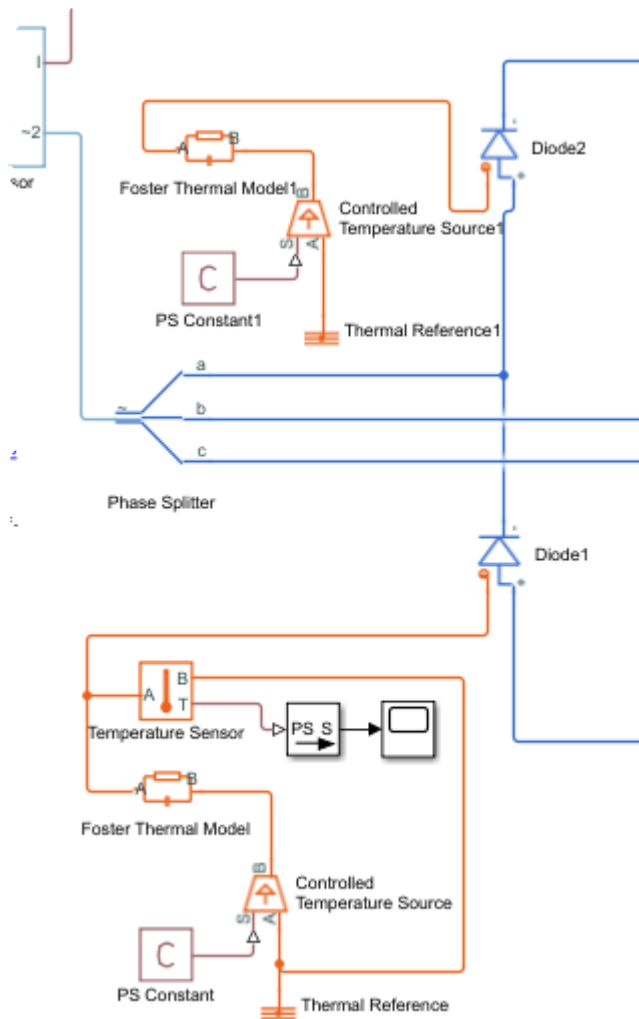 I
~2
sor
A
B
Foster Thermal Model1
B
S
A
Controlled
Temperature Source1
C
PS Constant1
Thermal Reference1
-
Diode2
+
~
a
b
c
Phase Splitter
-
Diode1
+
A
B
T
Temperature Sensor
PS S
A
B
Foster Thermal Model
B
S
A
Controlled
Temperature Source
C
PS Constant
Thermal Reference